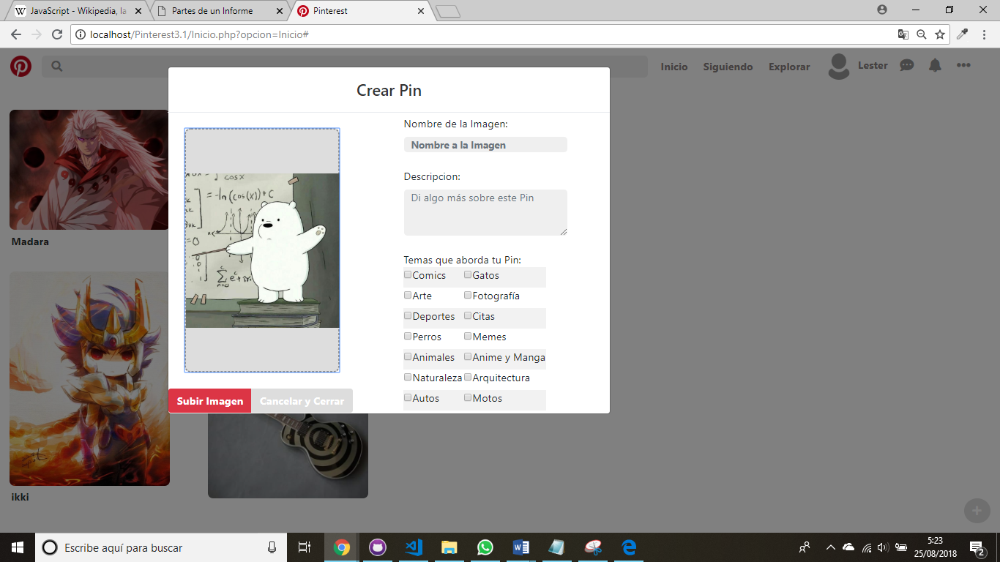 JavaScript - Wikipedia, la
Partes de un Informe
Pinterest
localhost/Pinterest3.1/Inicio.php?opcion=Inicio#
Inicio
Siguiendo
Explorar
Lester
Crear Pin
Nombre de la Imagen:
Nombre a la Imagen
Descripcion:
Di algo más sobre este Pin
Temas que aborda tu Pin:
Comics
Gatos
Arte
Fotografía
Deportes
Citas
Perros
Memes
Animales
Anime y Manga
Naturaleza
Arquitectura
Autos
Motos
cosx
=-ln(cos(x))+C
=0
Subir Imagen
Cancelar y Cerrar
Madara
ikki
Escribe aquí para buscar
5:23
25/08/2018
2